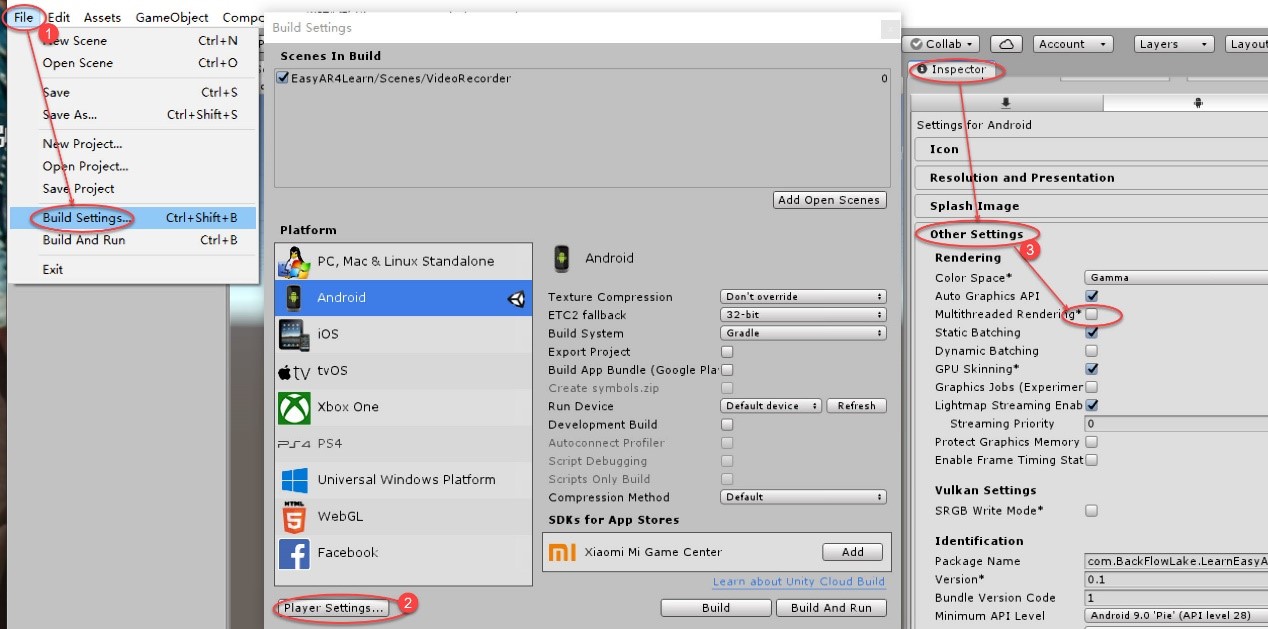 File Edit Assets GameObject
1
New Scene Ctrl+N
Open Scene Ctrl+O
Save Ctrl+S
Save As... Ctrl+Shift+S
New Project...
Open Project...
Save Project
Build Settings... Ctrl+Shift+B
Build And Run Ctrl+B
Exit
Build Settings
Scenes In Build
EasyAR4Learn/Scenes/VideoRecorder 0
Add Open Scenes
Platform
PC, Mac & Linux Standalone
Android
iOS
tv tvOS
Xbox One
PS4 PS4
Universal Windows Platform
HTML 5 WebGL
f Facebook
Player Settings... 2
Android
Texture Compression Don't override
ETC2 fallback 32-bit
Build System Gradle
Export Project
Build App Bundle (Google Pla
Create symbols.zip
Run Device Default device Refresh
Development Build
Autoconnect Profiler
Script Debugging
Scripts Only Build
Compression Method Default
SDKs for App Stores
mi Xiaomi Mi Game Center Add
Learn about Unity Cloud Build
Build Build And Run
Collab Account Layers Layou
Inspector
Settings for Android
Icon
Resolution and Presentation
Splash Image
Other Settings
3
Rendering
Color Space* Gamma
Auto Graphics API
Multithreaded Rendering*
Static Batching
Dynamic Batching
GPU Skinning*
Graphics Jobs (Experimer
Lightmap Streaming Enab
Streaming Priority 0
Protect Graphics Memory
Enable Frame Timing Stat
Vulkan Settings
SRGB Write Mode*
Identification
Package Name com.BackFlowLake.LearnEasyA
Version* 0.1
Bundle Version Code 1
Minimum API Level Android 9.0 'Pie' (API level 28)